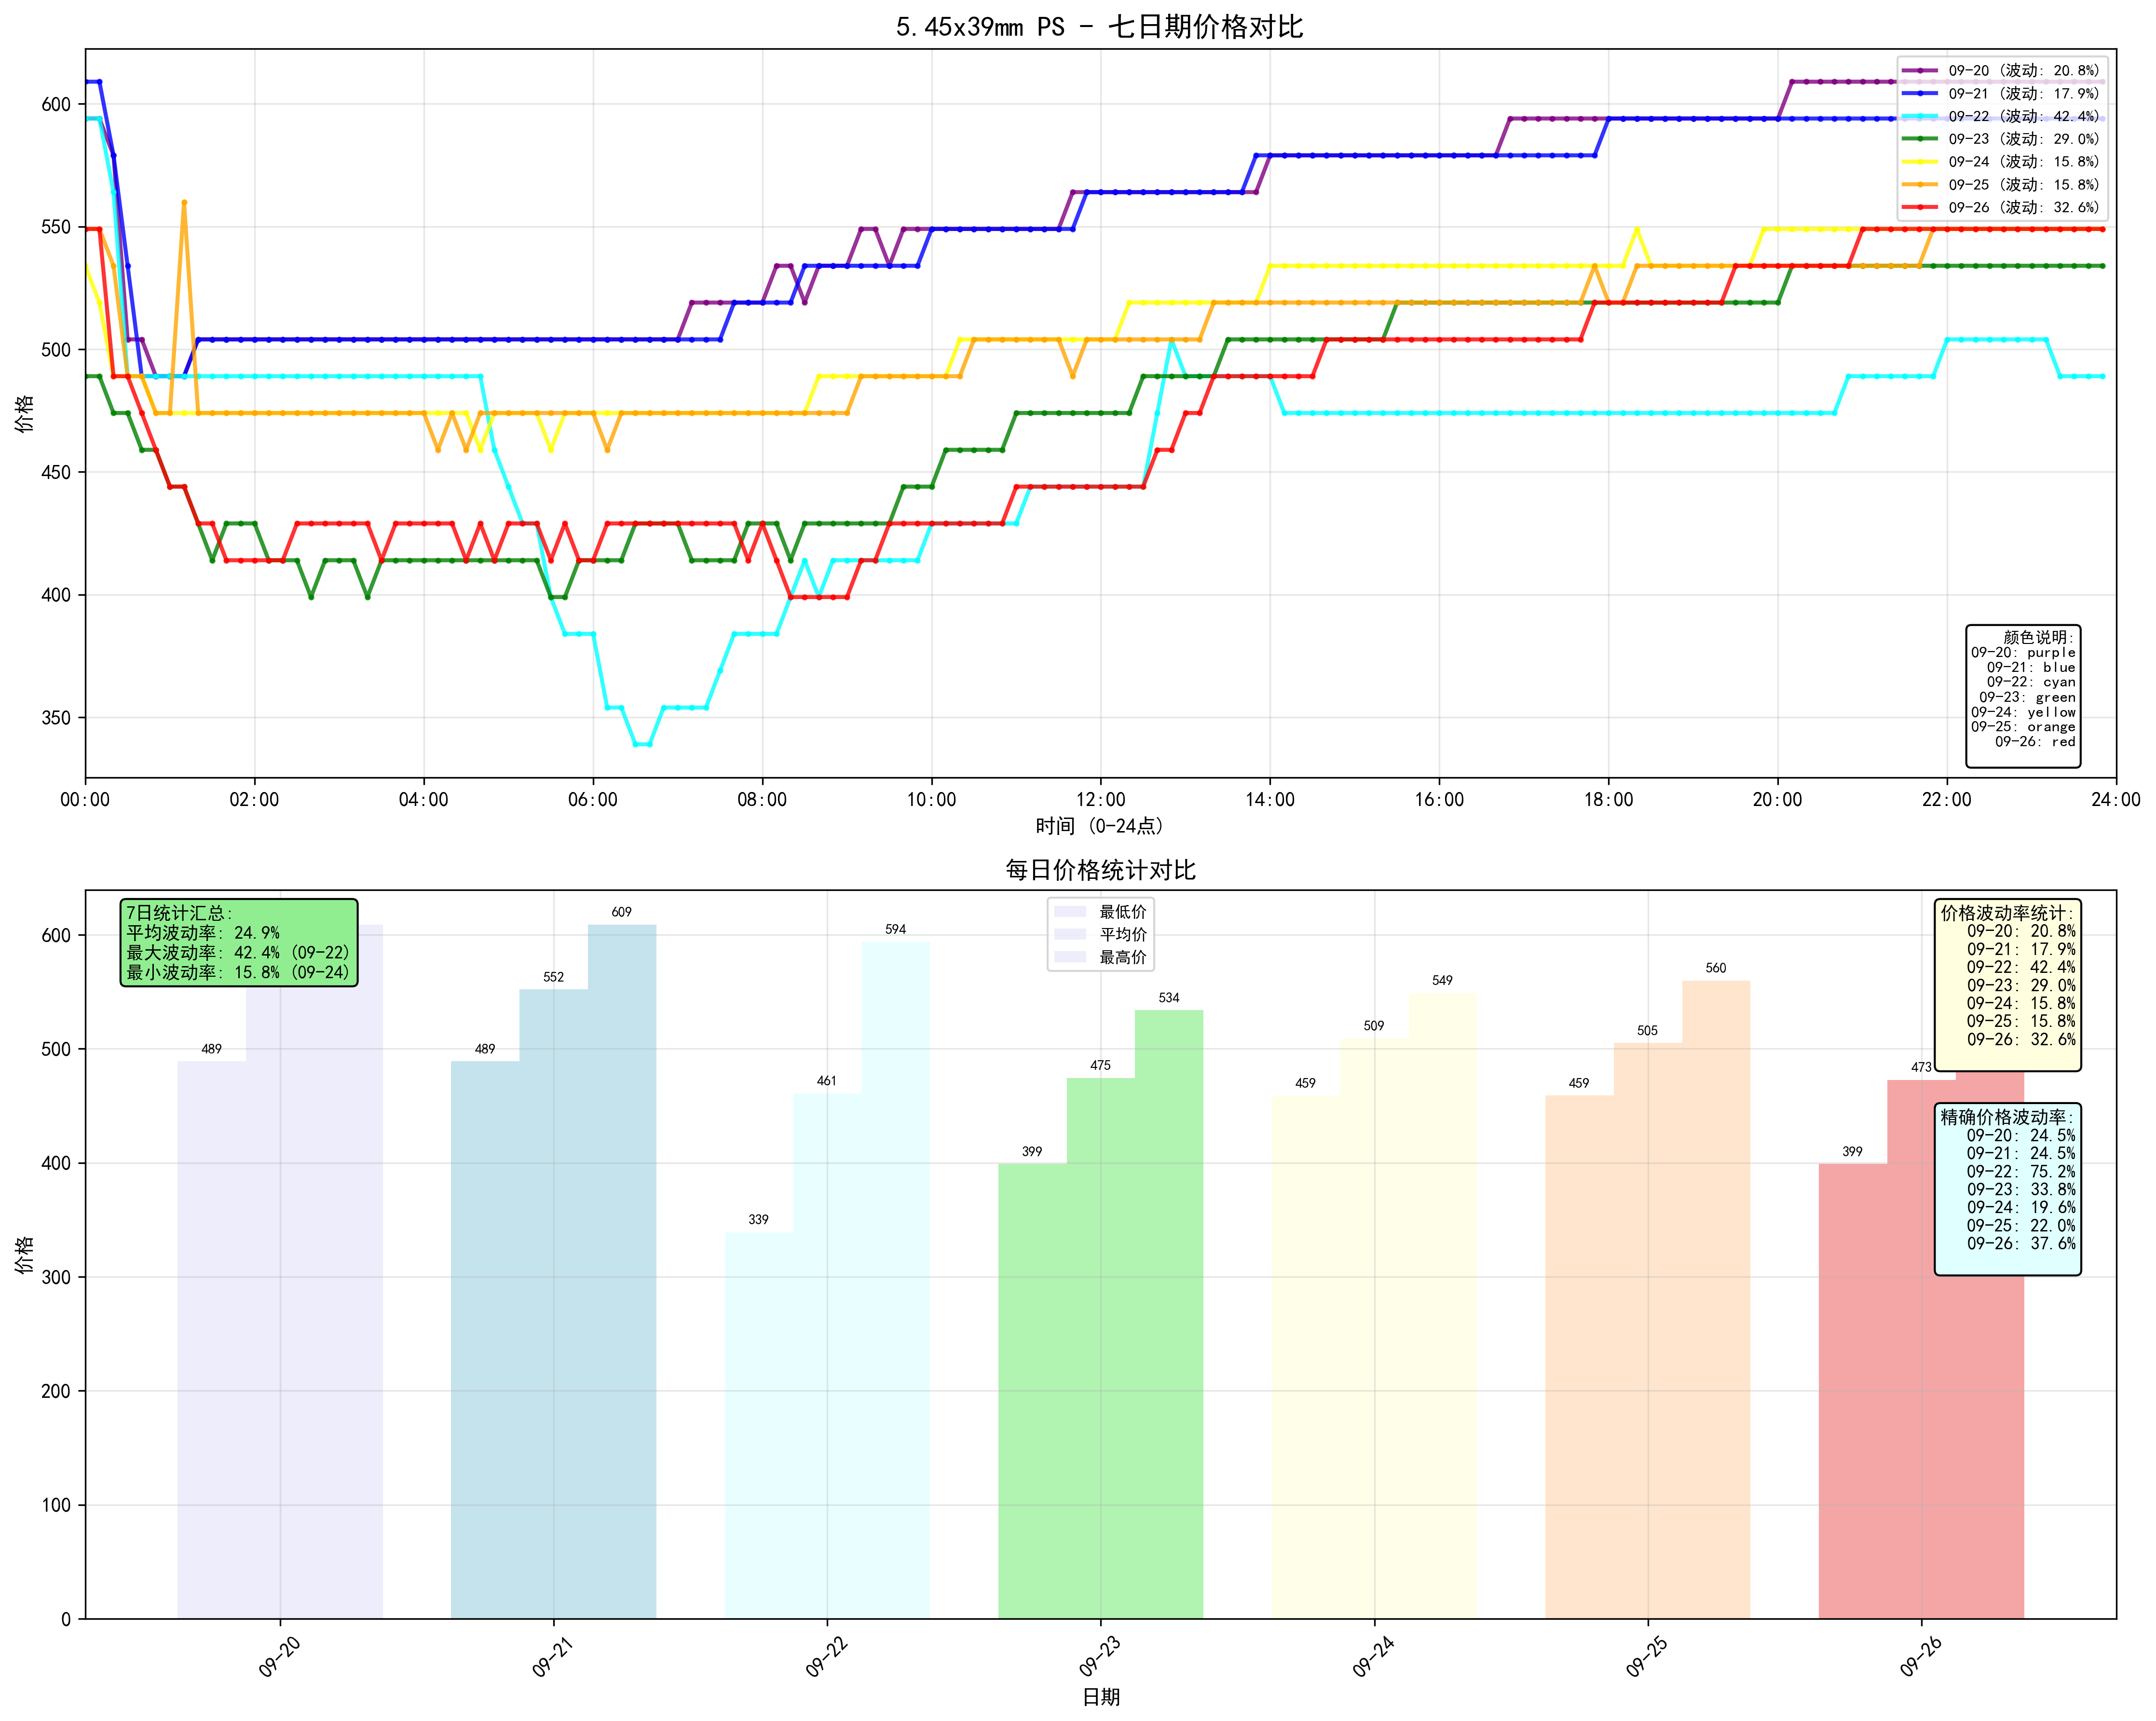 5.45x39mm PS - 七日期价格对比
价格
600
550
500
450
400
350
09-20 (波动: 20.8%)
09-21 (波动: 17.9%)
09-22 (波动: 42.4%)
09-23 (波动: 29.0%)
09-24 (波动: 15.8%)
09-25 (波动: 15.8%)
09-26 (波动: 32.6%)
颜色说明:
09-20: purple
09-21: blue
09-22: cyan
09-23: green
09-24: yellow
09-25: orange
09-26: red
00:00 02:00 04:00 06:00 08:00 10:00 12:00 14:00 16:00 18:00 20:00 22:00 24:00
时间 (0-24点)
每日价格统计对比
价格
600
500
400
300
200
100
0
7日统计汇总:
平均波动率: 24.9%
最大波动率: 42.4% (09-22)
最小波动率: 15.8% (09-24)
最低价
平均价
最高价
价格波动率统计:
09-20: 20.8%
09-21: 17.9%
09-22: 42.4%
09-23: 29.0%
09-24: 15.8%
09-25: 15.8%
09-26: 32.6%
精确价格波动率:
09-20: 24.5%
09-21: 24.5%
09-22: 75.2%
09-23: 33.8%
09-24: 19.6%
09-25: 22.0%
09-26: 37.6%
489
489 552 609
339 461 594
399 475 534
459 509 549
459 505 560
399 473
09-20 09-21 09-22 09-23 09-24 09-25 09-26
日期